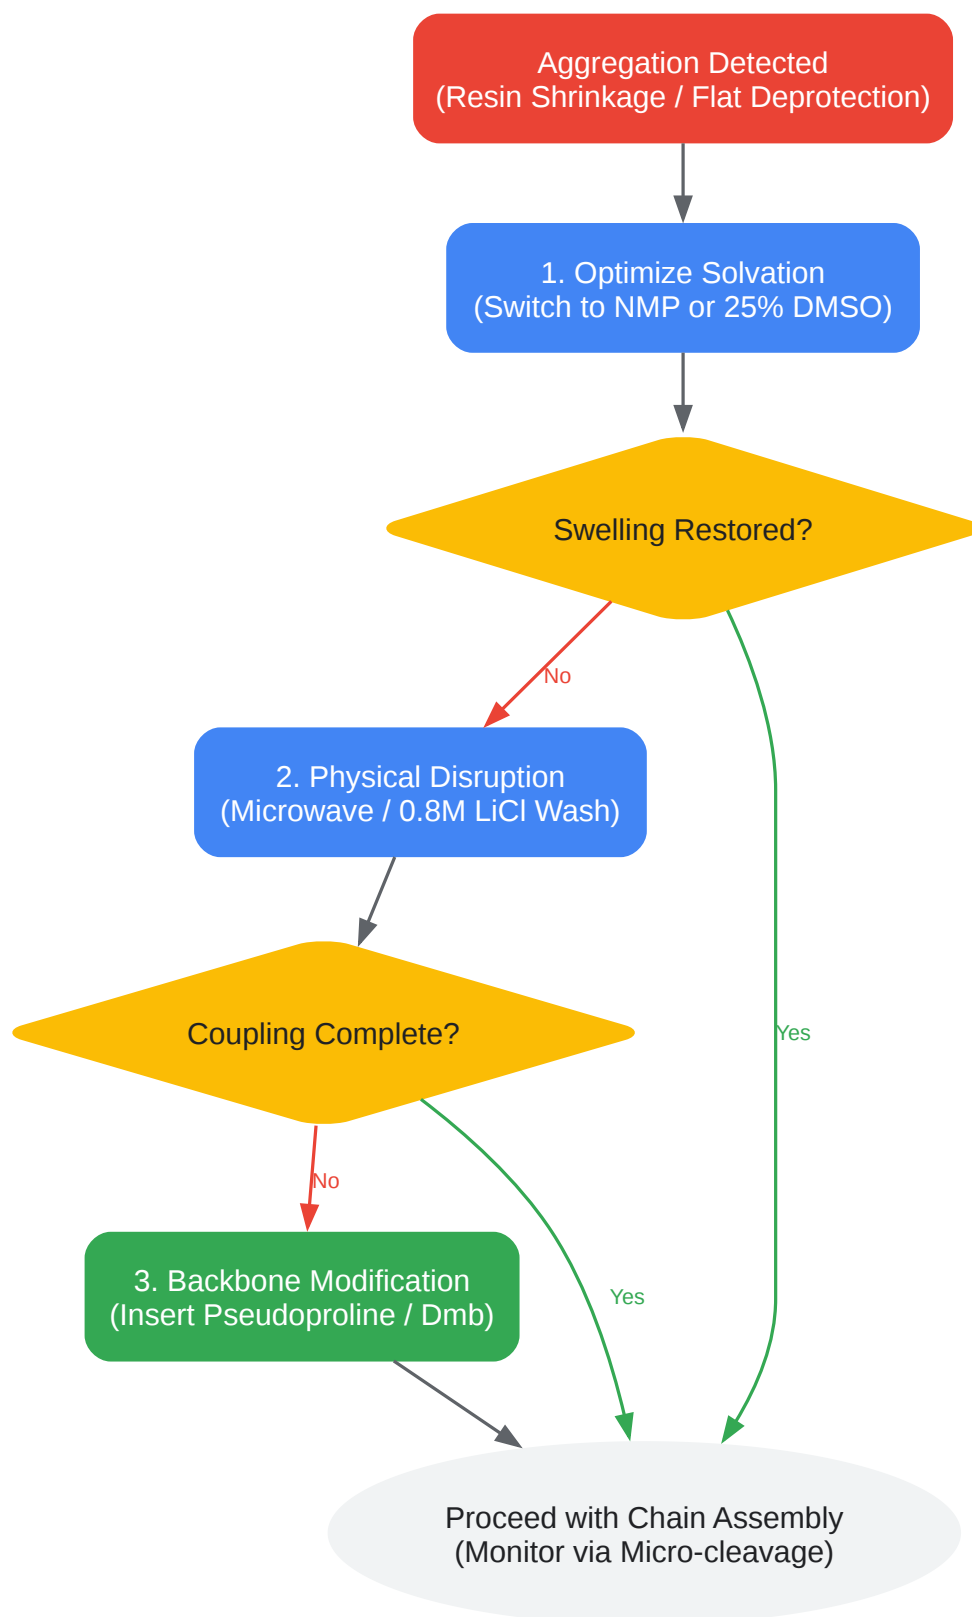 Aggregation Detected
(Resin Shrinkage / Flat Deprotection)
1. Optimize Solvation
(Switch to NMP or 25% DMSO)
Swelling Restored?
No
2. Physical Disruption
(Microwave / 0.8M LiCl Wash)
Coupling Complete?
Yes
No
3. Backbone Modification
(Insert Pseudoproline / Dmb)
Yes
Proceed with Chain Assembly
(Monitor via Micro-cleavage)